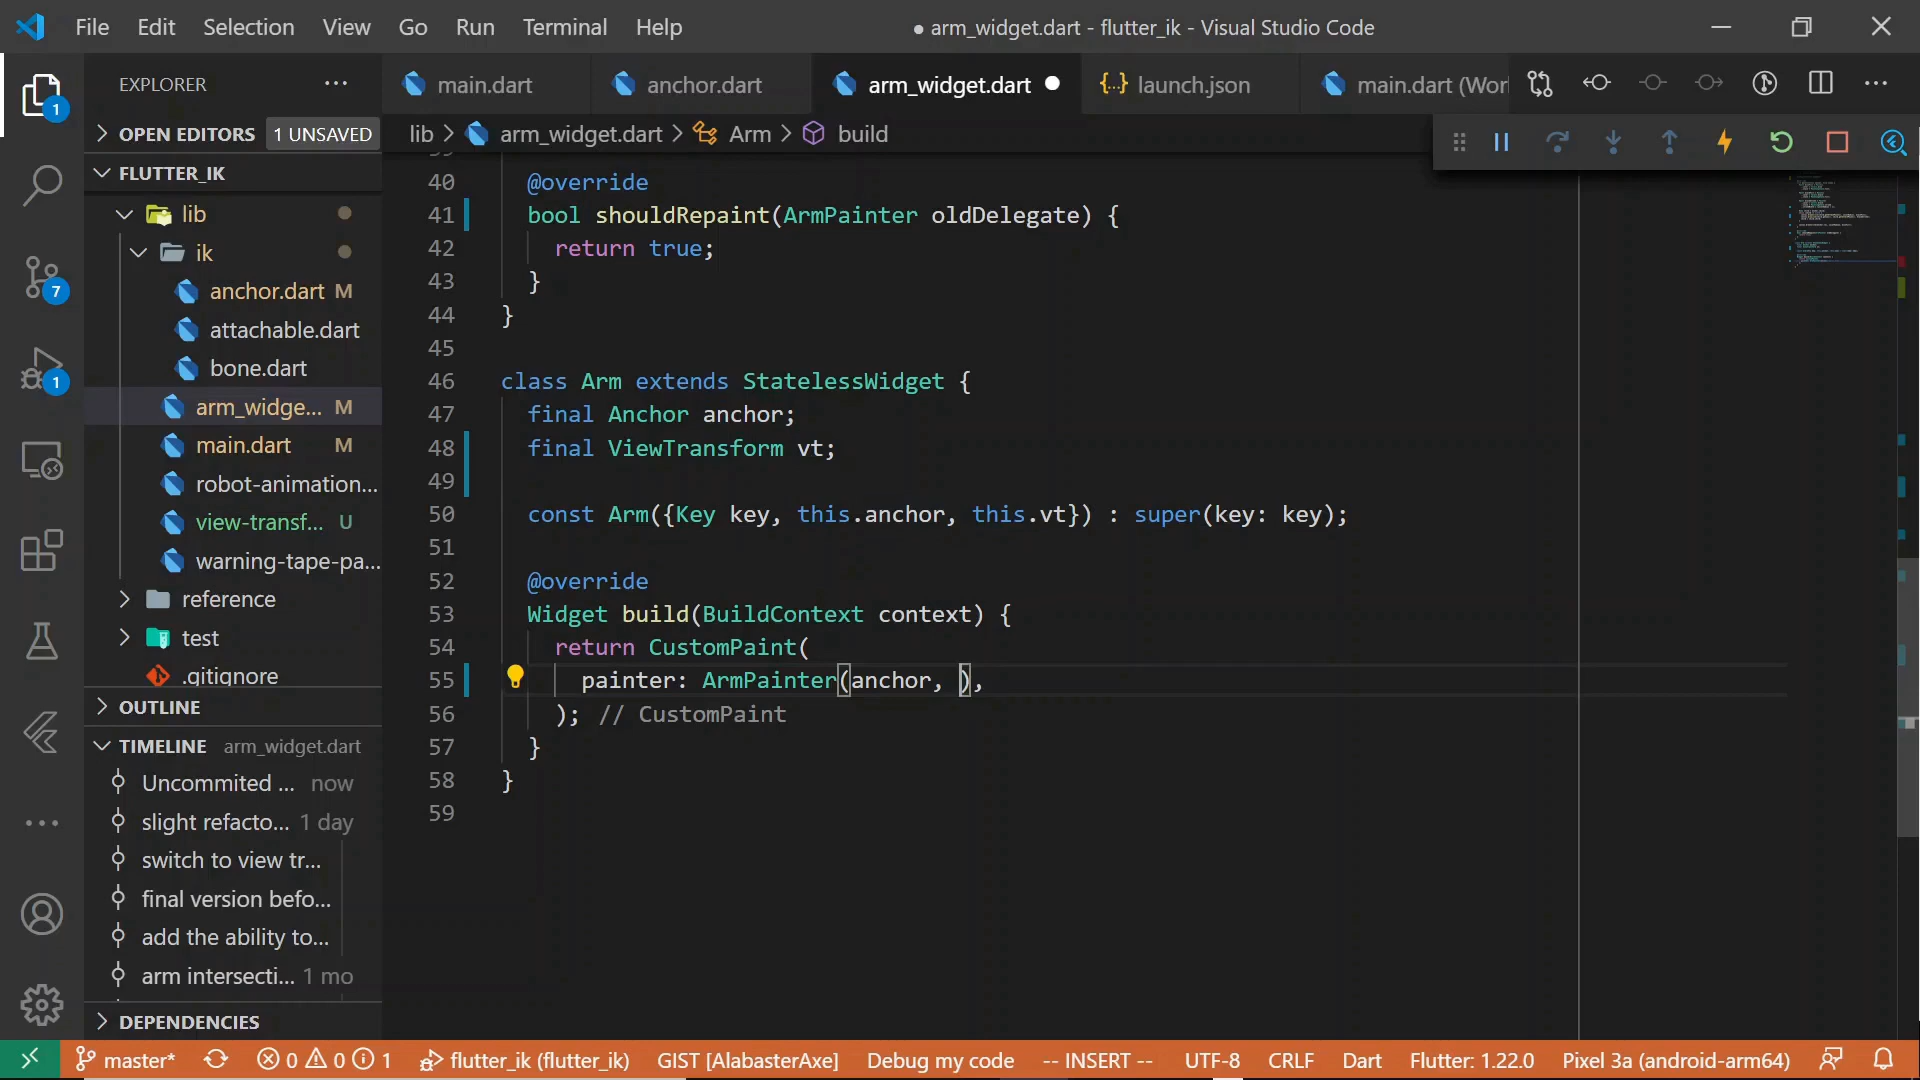 File Edit Selection View Go Run Terminal Help
● arm_widget.dart - flutter_ik - Visual Studio Code
EXPLORER ···
main.dart
anchor.dart
arm_widget.dart
launch.json
main.dart (Wor
OPEN EDITORS 1 UNSAVED
lib > arm_widget.dart > Arm > build
FLUTTER_IK
lib
ik
anchor.dart M
attachable.dart
bone.dart
arm_widge... M
main.dart M
robot-animation...
view-transf... U
warning-tape-pa...
reference
test
.gitignore
OUTLINE
TIMELINE arm_widget.dart
Uncommited ... now
slight refacto... 1 day
switch to view tr...
final version befo...
add the ability to...
arm intersecti... 1 mo
DEPENDENCIES
1
7
1
39
40 @override
41 bool shouldRepaint(ArmPainter oldDelegate) {
42 return true;
43 }
44 }
45
46 class Arm extends StatelessWidget {
47 final Anchor anchor;
48 final ViewTransform vt;
49
50 const Arm({Key key, this.anchor, this.vt}) : super(key: key);
51
52 @override
53 Widget build(BuildContext context) {
54 return CustomPaint(
55 painter: ArmPainter(anchor, ),
56 ); // CustomPaint
57 }
58 }
59
master* 0 0 1 flutter_ik (flutter_ik) GIST [AlabasterAxe] Debug my code -- INSERT -- UTF-8 CRLF Dart Flutter: 1.22.0 Pixel 3a (android-arm64)